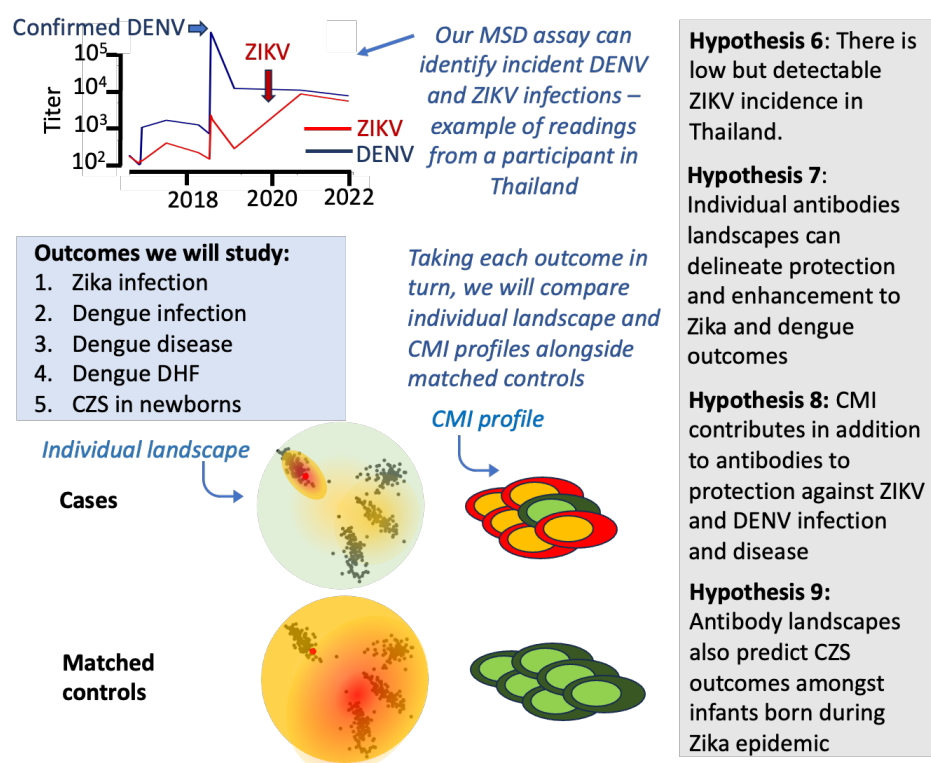 Confirmed DENV
ZIKV
10⁵
10⁴
10³
10²
Titer
ZIKV
DENV
2018
2020
2022
Our MSD assay can
identify incident DENV
and ZIKV infections –
example of readings
from a participant in
Thailand
Outcomes we will study:
1. Zika infection
2. Dengue infection
3. Dengue disease
4. Dengue DHF
5. CZS in newborns
Taking each outcome in
turn, we will compare
individual landscape and
CMI profiles alongside
matched controls
Individual landscape
CMI profile
Cases
Matched
controls
Hypothesis 6: There is
low but detectable
ZIKV incidence in
Thailand.
Hypothesis 7:
Individual antibodies
landscapes can
delineate protection
and enhancement to
Zika and dengue
outcomes
Hypothesis 8: CMI
contributes in addition
to antibodies to
protection against ZIKV
and DENV infection
and disease
Hypothesis 9:
Antibody landscapes
also predict CZS
outcomes amongst
infants born during
Zika epidemic